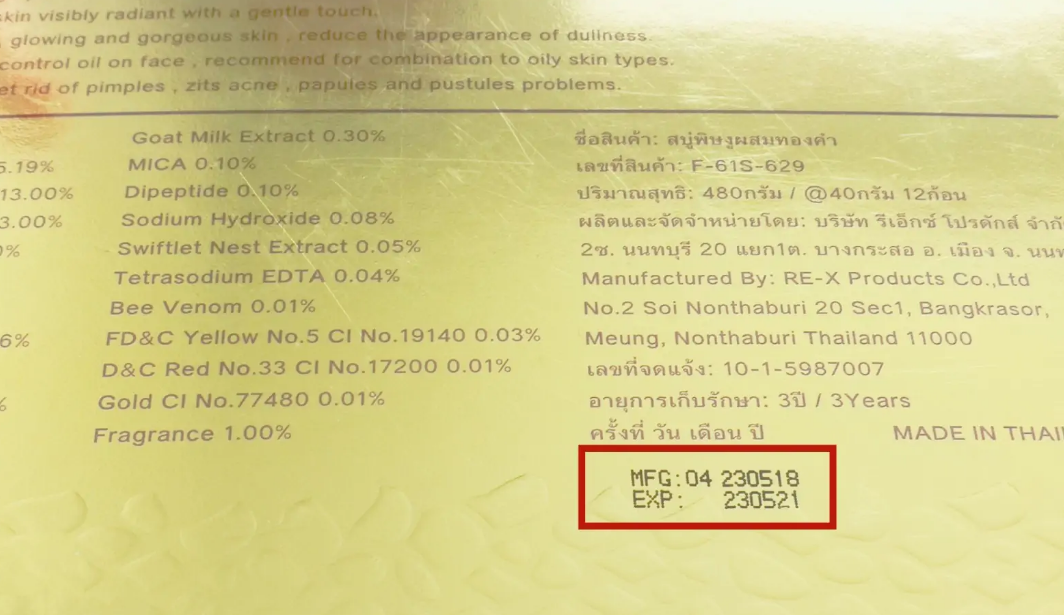 skin visibly radiant with a gentle touch.
glowing and gorgeous skin , reduce the appearance of dullness.
control oil on face , recommend for combination to oily skin types.
et rid of pimples , zits acne , papules and pustules problems.
5.19%
13.00%
3.00%
0%
6%
%
Goat Milk Extract 0.30%
MICA 0.10%
Dipeptide 0.10%
Sodium Hydroxide 0.08%
Swiftlet Nest Extract 0.05%
Tetrasodium EDTA 0.04%
Bee Venom 0.01%
FD&C Yellow No.5 CI No.19140 0.03%
D&C Red No.33 CI No.17200 0.01%
Gold CI No.77480 0.01%
Fragrance 1.00%
ชื่อสินค้า: สบู่พิษงูผสมทองคำ
เลขที่สินค้า: F-61S-629
ปริมาณสุทธิ: 480กรัม / @40กรัม 12ก้อน
ผลิตและจัดจำหน่ายโดย: บริษัท รีเอ็กซ์ โปรดักส์ จำกั
2ซ. นนทบุรี 20 แยก1ต. บางกระสอ อ. เมือง จ. นนท
Manufactured By: RE-X Products Co.,Ltd
No.2 Soi Nonthaburi 20 Sec1, Bangkrasor,
Meung, Nonthaburi Thailand 11000
เลขที่จดแจ้ง: 10-1-5987007
อายุการเก็บรักษา: 3ปี / 3Years
ครั้งที่ วัน เดือน ปี MADE IN THAI
MFG:04 230518
EXP: 230521